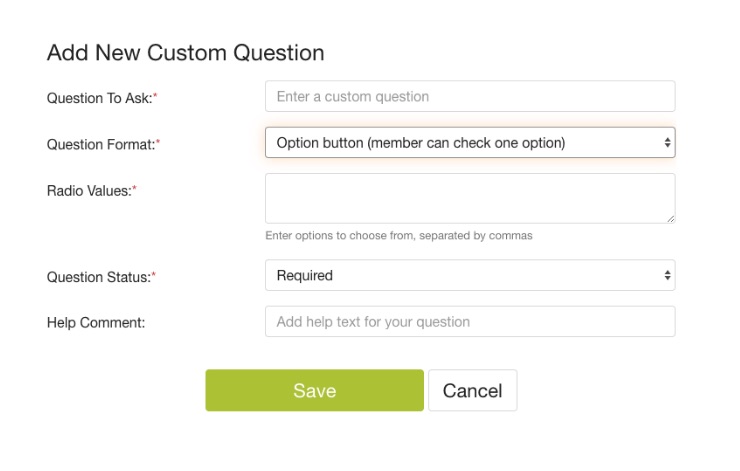 Add New Custom Question
Question To Ask:*
Enter a custom question
Question Format:*
Option button (member can check one option)
Radio Values:*
Enter options to choose from, separated by commas
Question Status:*
Required
Help Comment:
Add help text for your question
Save
Cancel